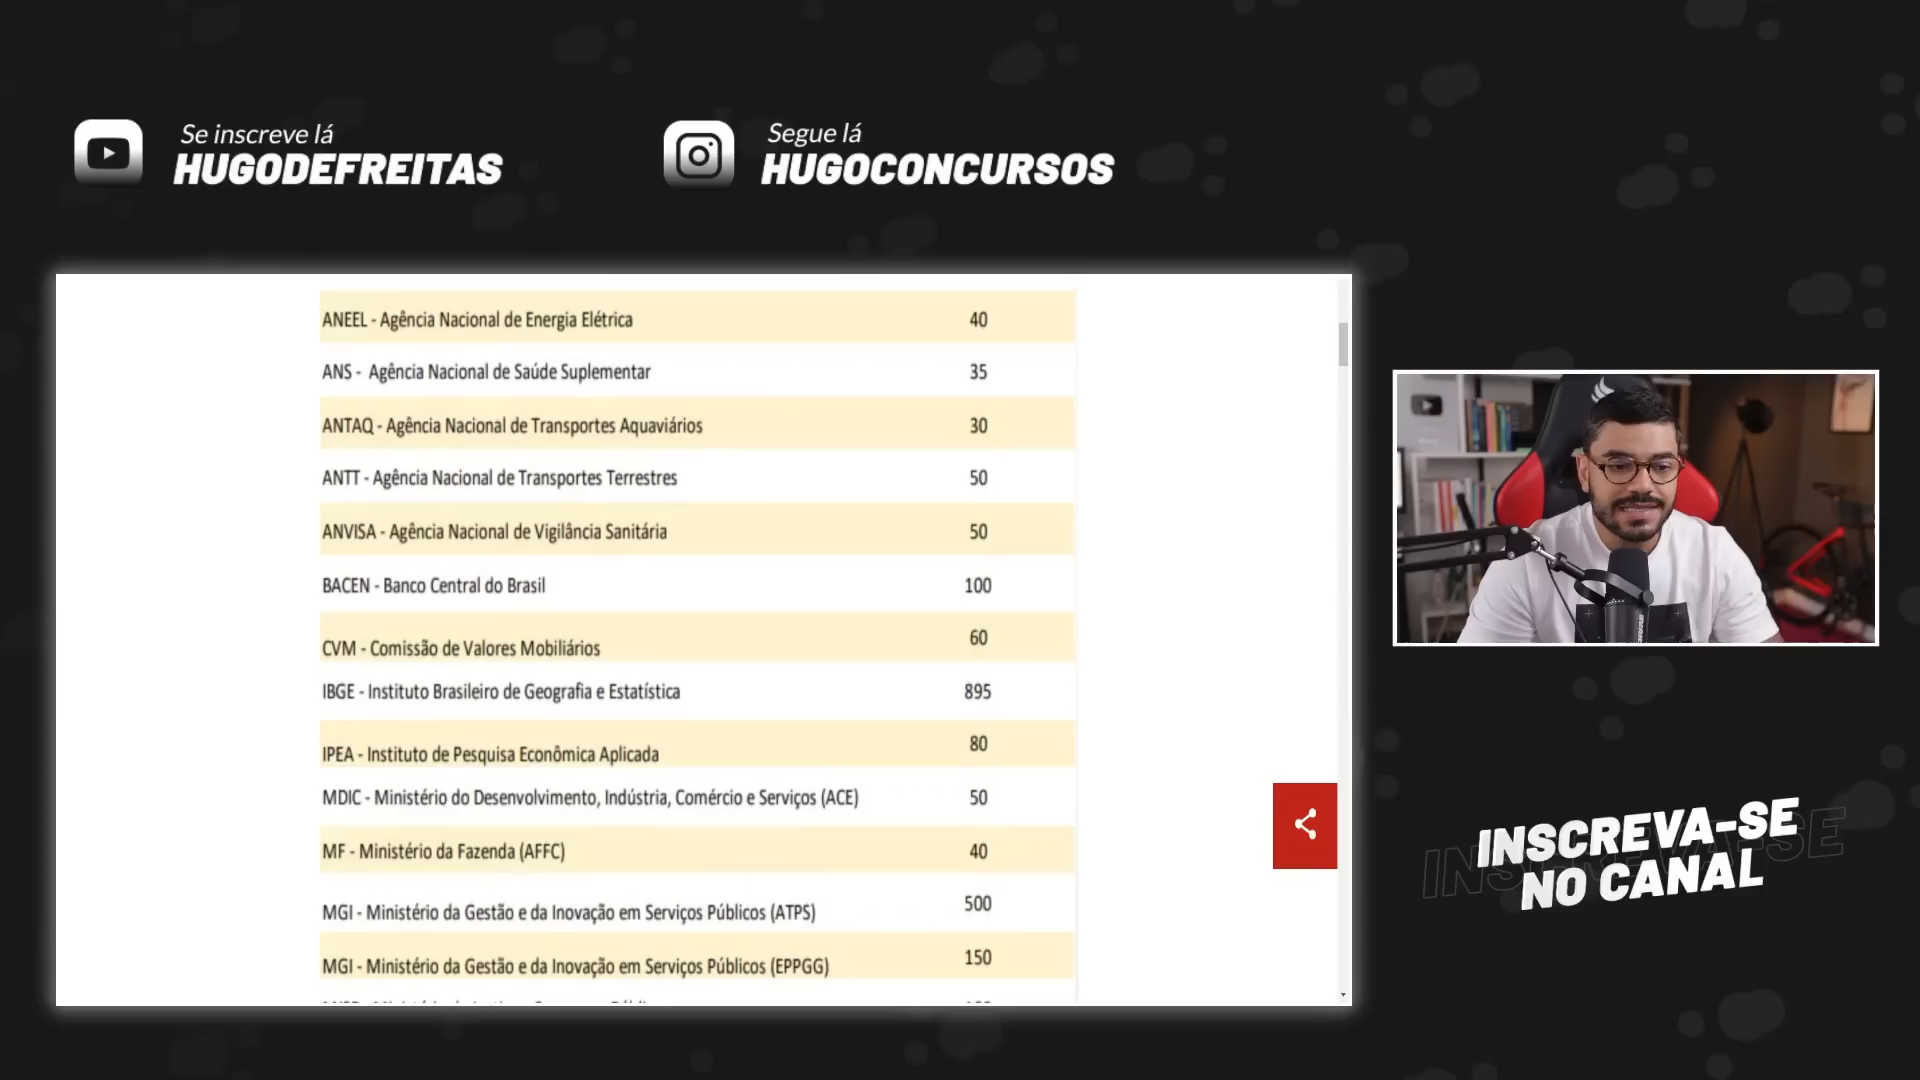 Se inscreve lá
HUGODEFREITAS
Segue lá
HUGOCONCURSOS
ANEEL - Agência Nacional de Energia Elétrica 40
ANS - Agência Nacional de Saúde Suplementar 35
ANTAQ - Agência Nacional de Transportes Aquaviários 30
ANTT - Agência Nacional de Transportes Terrestres 50
ANVISA - Agência Nacional de Vigilância Sanitária 50
BACEN - Banco Central do Brasil 100
CVM - Comissão de Valores Mobiliários 60
IBGE - Instituto Brasileiro de Geografia e Estatística 895
IPEA - Instituto de Pesquisa Econômica Aplicada 80
MDIC - Ministério do Desenvolvimento, Indústria, Comércio e Serviços (ACE) 50
MF - Ministério da Fazenda (AFFC) 40
MGI - Ministério da Gestão e da Inovação em Serviços Públicos (ATPS) 500
MGI - Ministério da Gestão e da Inovação em Serviços Públicos (EPPGG) 150
INSCREVA-SE
NO CANAL